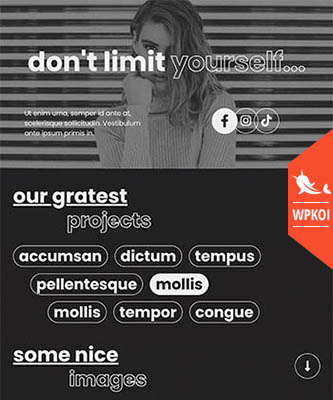 don't limit yourself...
Ut enim urna, semper id ante at,
scelerisque sollicitudin. Vestibulum
ante ipsum primis in.
WPKOI
our gratest
projects
accumsan dictum tempus
pellentesque mollis
mollis tempor congue
some nice
images